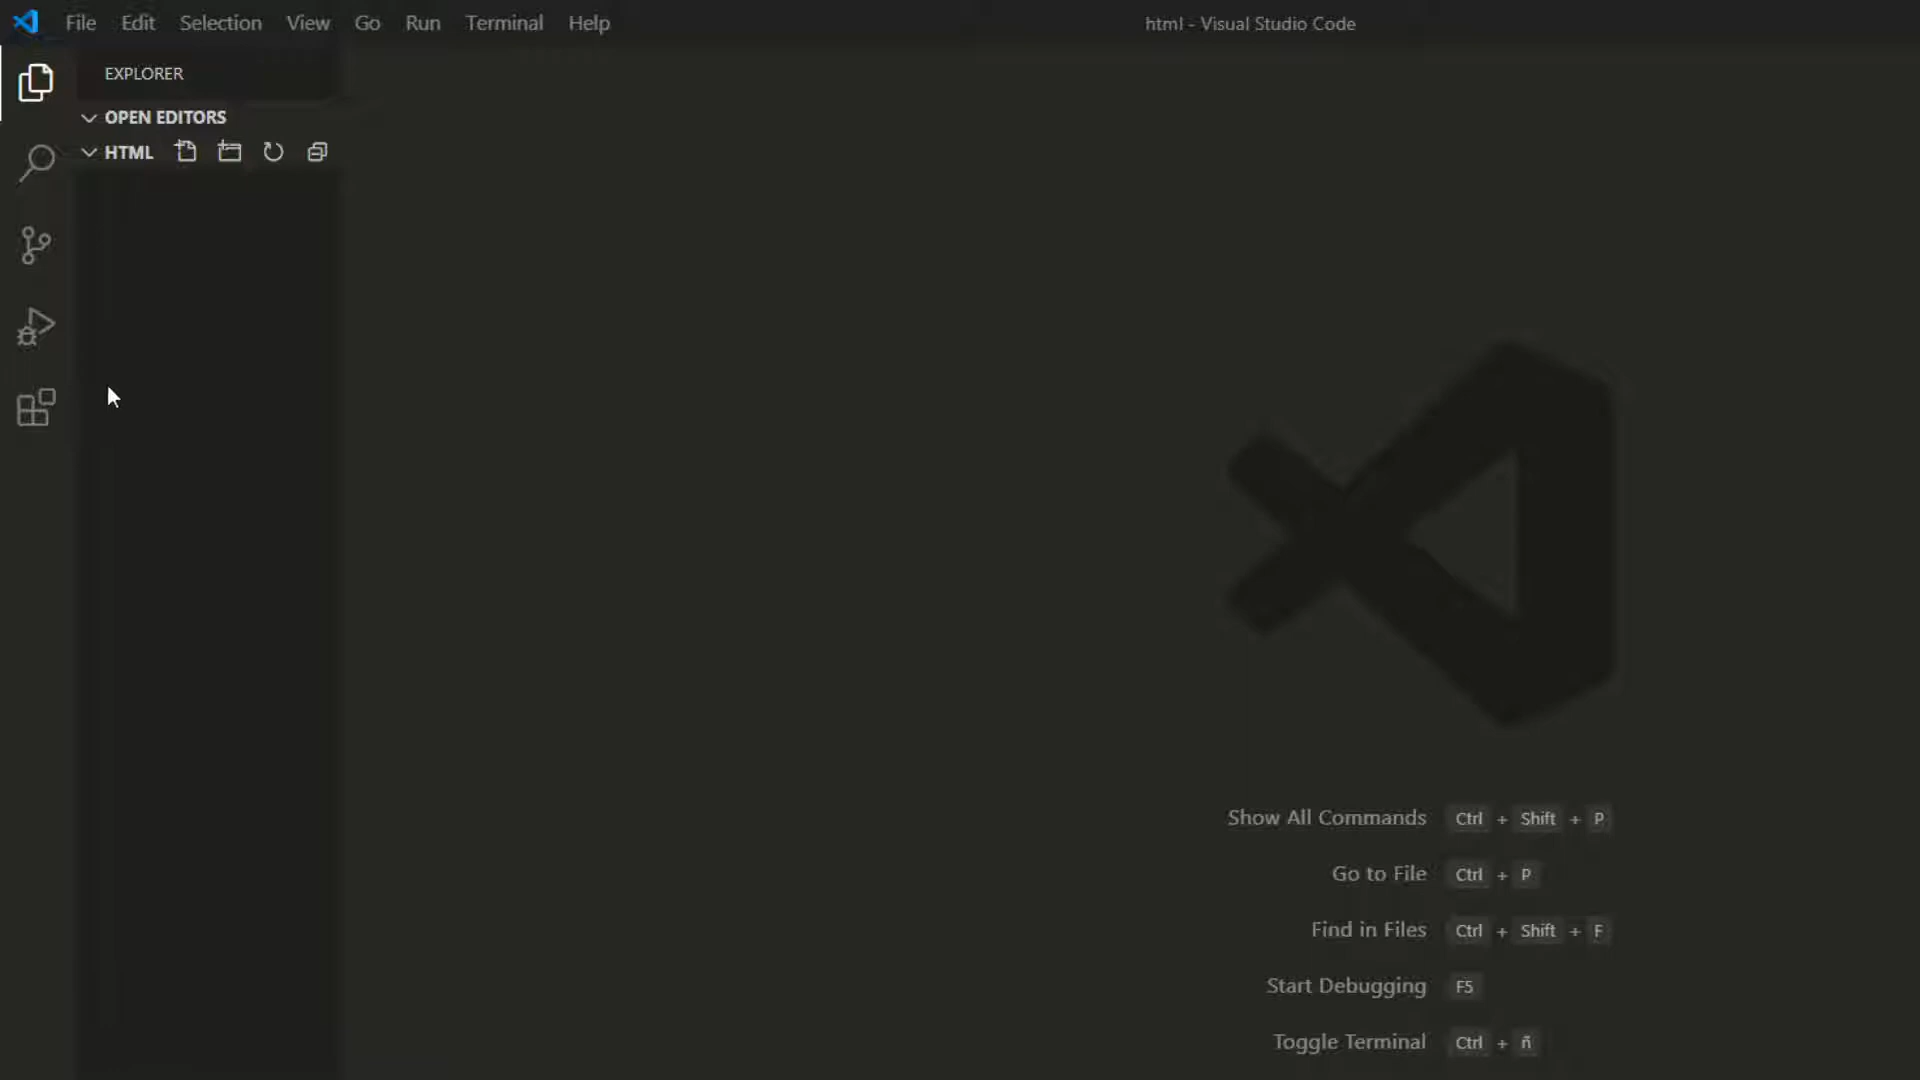 File Edit Selection View Go Run Terminal Help
html - Visual Studio Code
EXPLORER
OPEN EDITORS
HTML
Show All Commands Ctrl + Shift + P
Go to File Ctrl + P
Find in Files Ctrl + Shift + F
Start Debugging F5
Toggle Terminal Ctrl + ñ